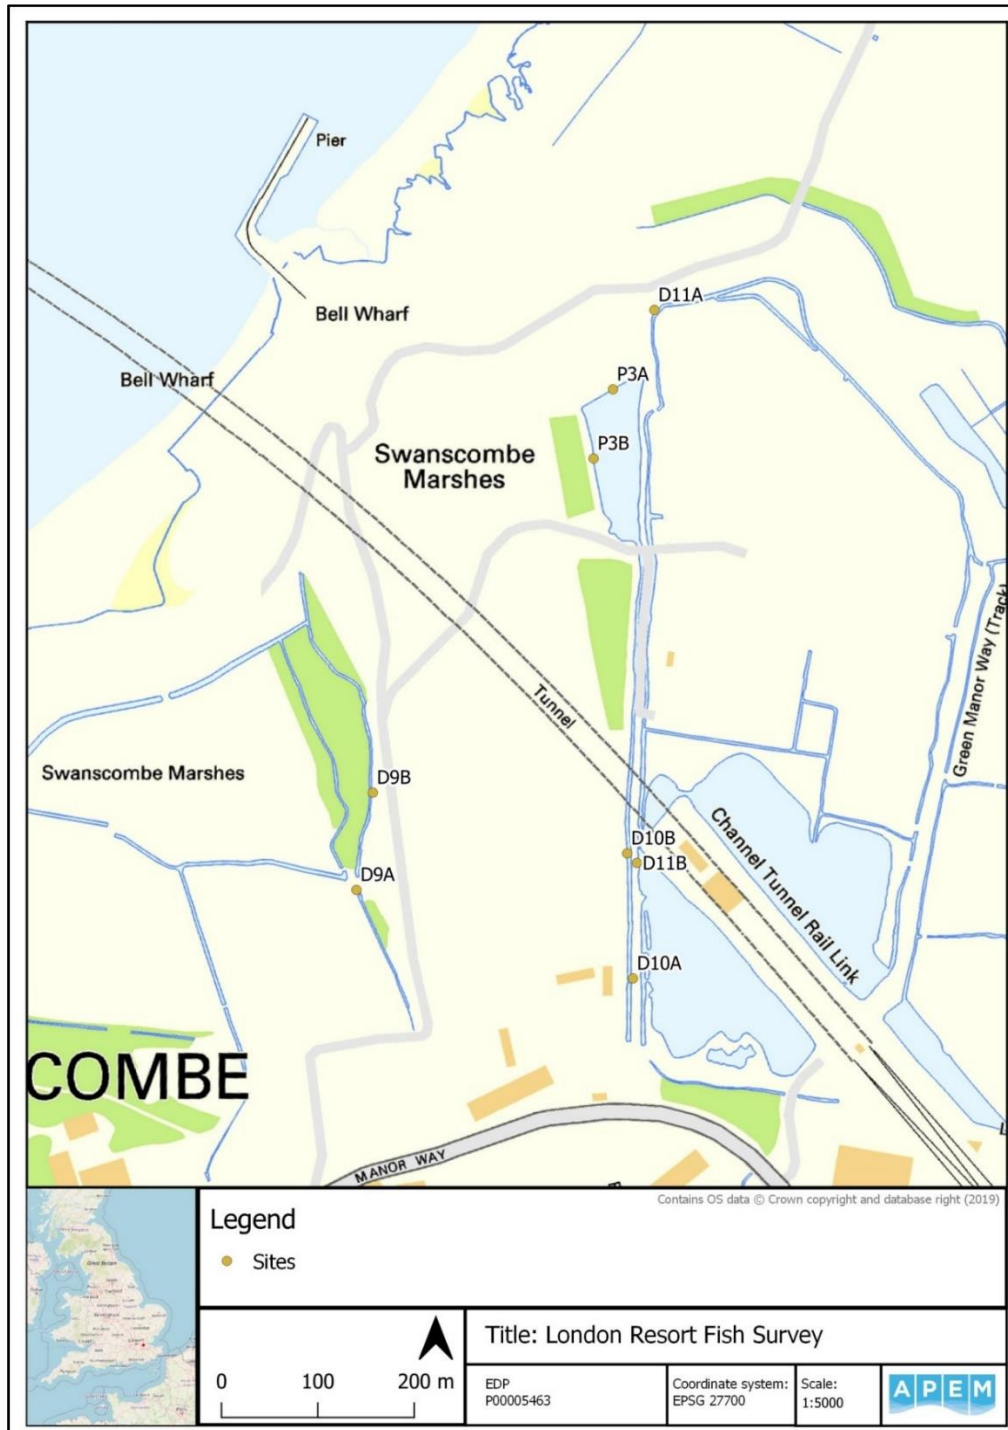 Pier
Bell Wharf
Bell Wharf
D11A
P3A
P3B
Swanscombe
Marshes
Green Manor Way (Track)
Tunnel
Swanscombe Marshes
D9B
Channel Tunnel Rail Link
D10B
D11B
D9A
D10A
COMBE
MANOR WAY
Contains OS data © Crown copyright and database right (2019)
Legend
Sites
0 100 200 m
Title: London Resort Fish Survey
EDP
P00005463
Coordinate system:
EPSG 27700
Scale:
1:5000
APEM